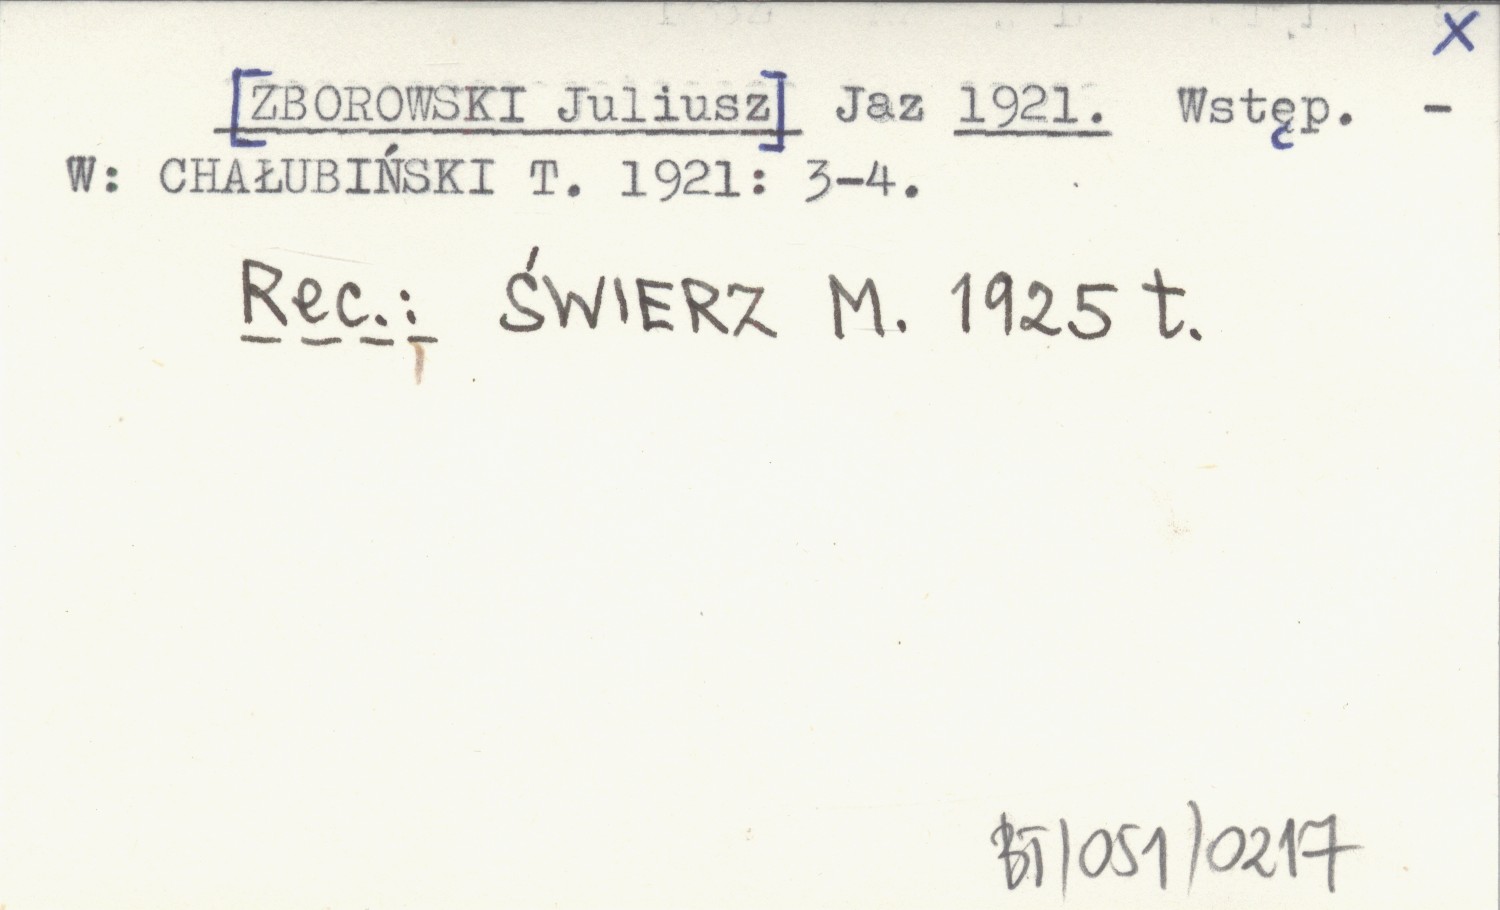 X
[ZBOROWSKI Juliusz] Jaz 1921. Wstęp. -
W: CHAŁUBIŃSKI T. 1921: 3-4.
Rec.: ŚWIERZ M. 1925 t.
BT/051/0217